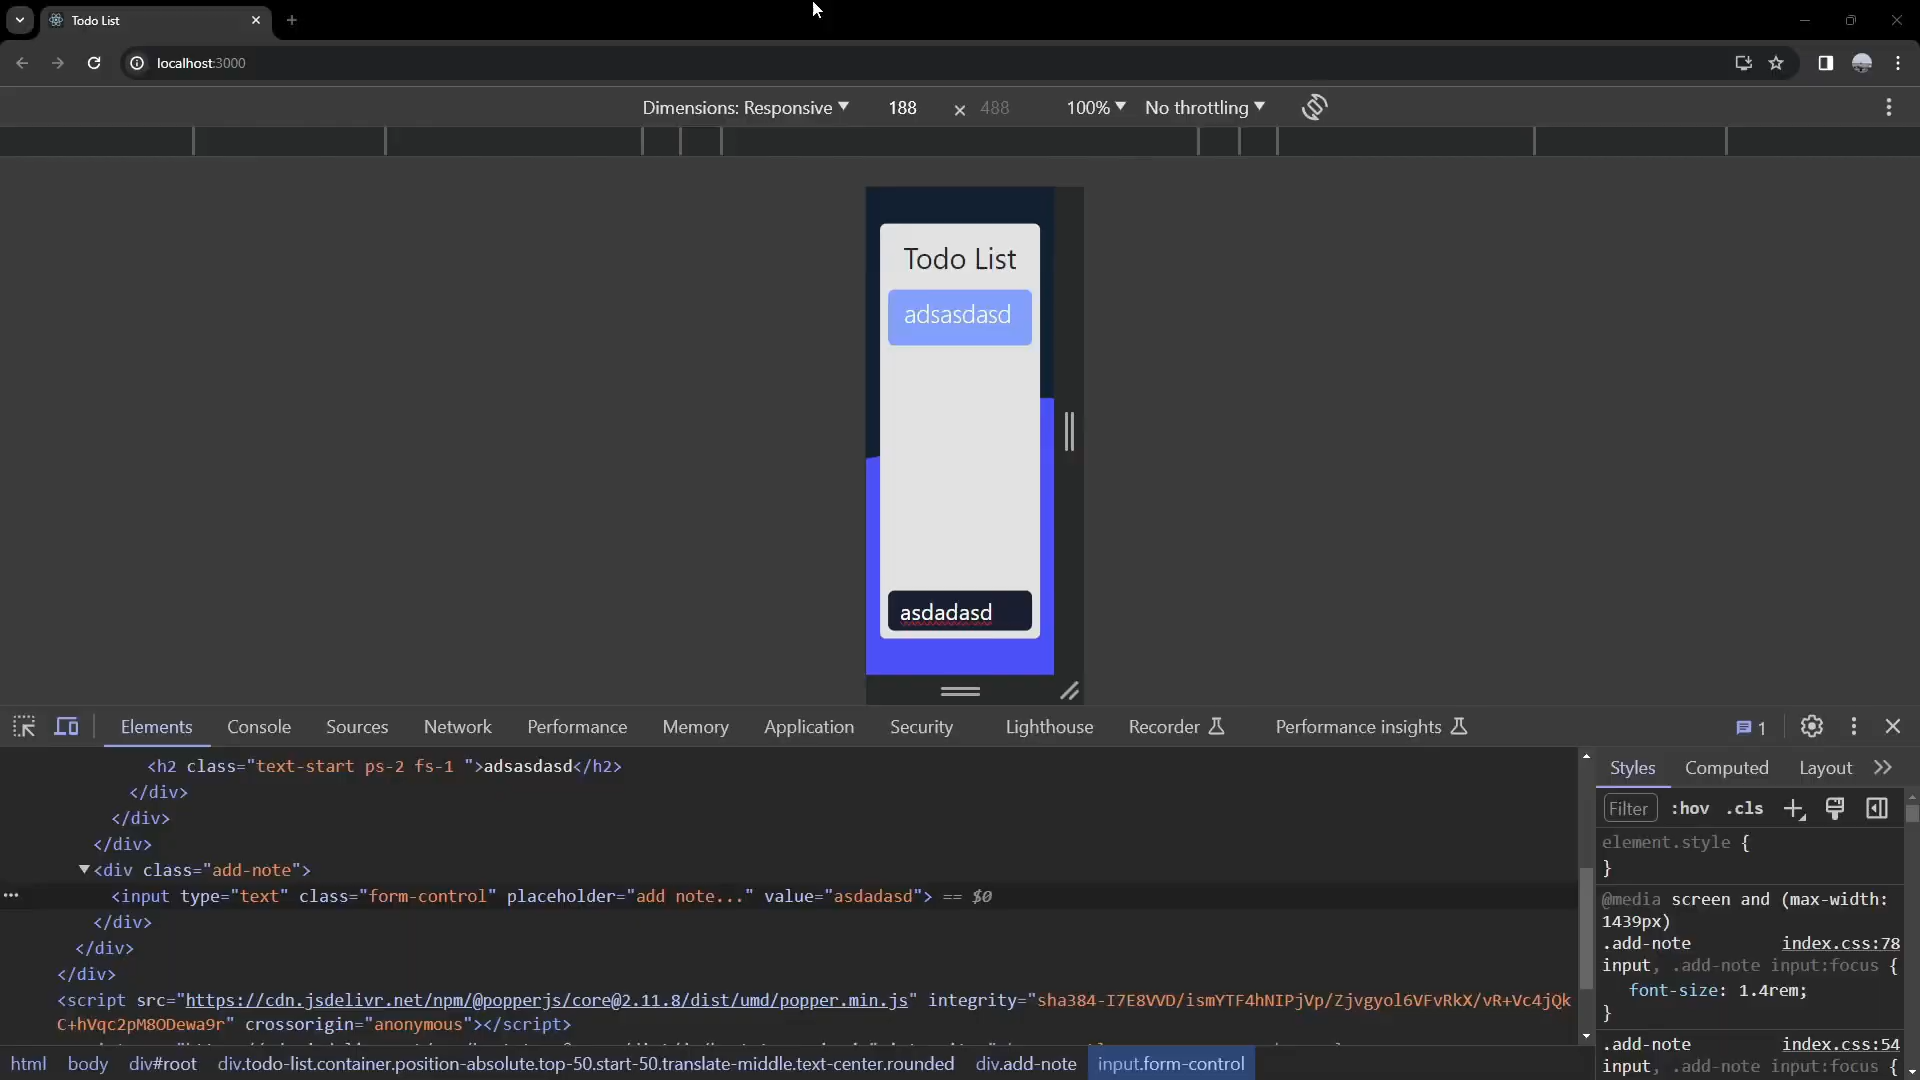 Todo List
localhost:3000
Dimensions: Responsive 188 × 488 100% No throttling
Todo List
adsasdasd
asdadasd
Elements Console Sources Network Performance Memory Application Security Lighthouse Recorder Performance insights 1
<h2 class="text-start ps-2 fs-1 ">adsasdasd</h2>
</div>
</div>
</div>
<div class="add-note">
<input type="text" class="form-control" placeholder="add note..." value="asdadasd"> == $0
</div>
</div>
</div>
<script src="https://cdn.jsdelivr.net/npm/@popperjs/core@2.11.8/dist/umd/popper.min.js" integrity="sha384-I7E8VVD/ismYTF4hNIPjVp/Zjvgyol6VFvRkX/vR+Vc4jQk
C+hVqc2pM8ODewa9r" crossorigin="anonymous"></script>
html body div#root div.todo-list.container.position-absolute.top-50.start-50.translate-middle.text-center.rounded div.add-note input.form-control
Styles Computed Layout
Filter :hov .cls
element.style {
}
@media screen and (max-width:
1439px)
.add-note index.css:78
input, .add-note input:focus {
font-size: 1.4rem;
}
.add-note index.css:54
input, .add-note input:focus {